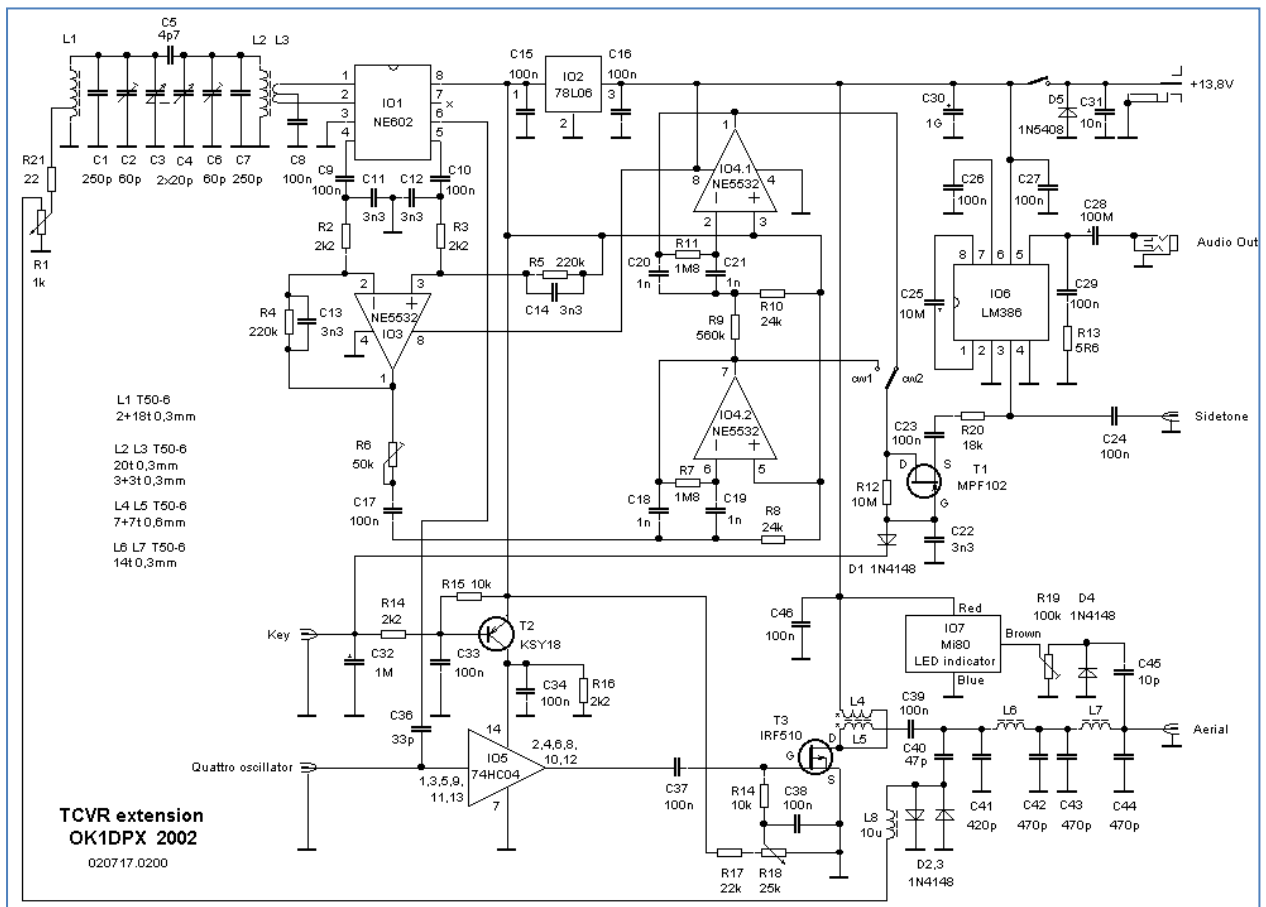 L1
C5
4p7
L2 L3
R21
22
R1
1k
C1
250p
C2
60p
C3
2x20p
C4
C6
60p
C7
250p
C8
100n
1
2
3
4
8
7
6
5
x
IO1
NE602
C9
100n
C10
100n
C11
3n3
C12
3n3
R2
2k2
R3
2k2
R4
220k
C13
3n3
2
3
NE5532
IO3
4
8
1
R5 220k
C14 3n3
C15
100n
1
IO2
78L06
2
C16
100n
3
1
IO4.1
NE5532
8
4
2
3
R11
1M8
C20
1n
C21
1n
R10
24k
R9
560k
7
IO4.2
NE5532
6
5
R7
1M8
C18
1n
C19
1n
R8
24k
R6
50k
C17
100n
cw1
cw2
C30
1G
D5
1N5408
C31
10n
+13,8V
C26
100n
C27
100n
C28
100M
Audio Out
8
7
6
5
IO6
LM386
1
2
3
4
C25
10M
C29
100n
R13
5R6
C23
100n
R20
18k
C24
100n
Sidetone
D
S
G
T1
MPF102
R12
10M
C22
3n3
D1 1N4148
L1 T50-6
2+18t 0,3mm
L2 L3 T50-6
20t 0,3mm
3+3t 0,3mm
L4 L5 T50-6
7+7t 0,6mm
L6 L7 T50-6
14t 0,3mm
R15 10k
Key
R14
2k2
C32
1M
C33
100n
T2
KSY18
C34
100n
R16
2k2
C36
33p
Quattro oscillator
14
IO5
74HC04
1,3,5,9,
11,13
2,4,6,8,
10,12
7
C37
100n
T3
IRF510
D
G
S
R14
10k
C38
100n
R17
22k
R18
25k
C46
100n
Red
IO7
Mi80
LED indicator
Blue
Brown
R19
100k
D4
1N4148
C45
10p
x
x
L4
L5
C39
100n
C40
47p
L6
L7
Aerial
C41
420p
C42
470p
C43
470p
C44
470p
L8
10u
D2,3
1N4148
TCVR extension
OK1DPX 2002
020717.0200